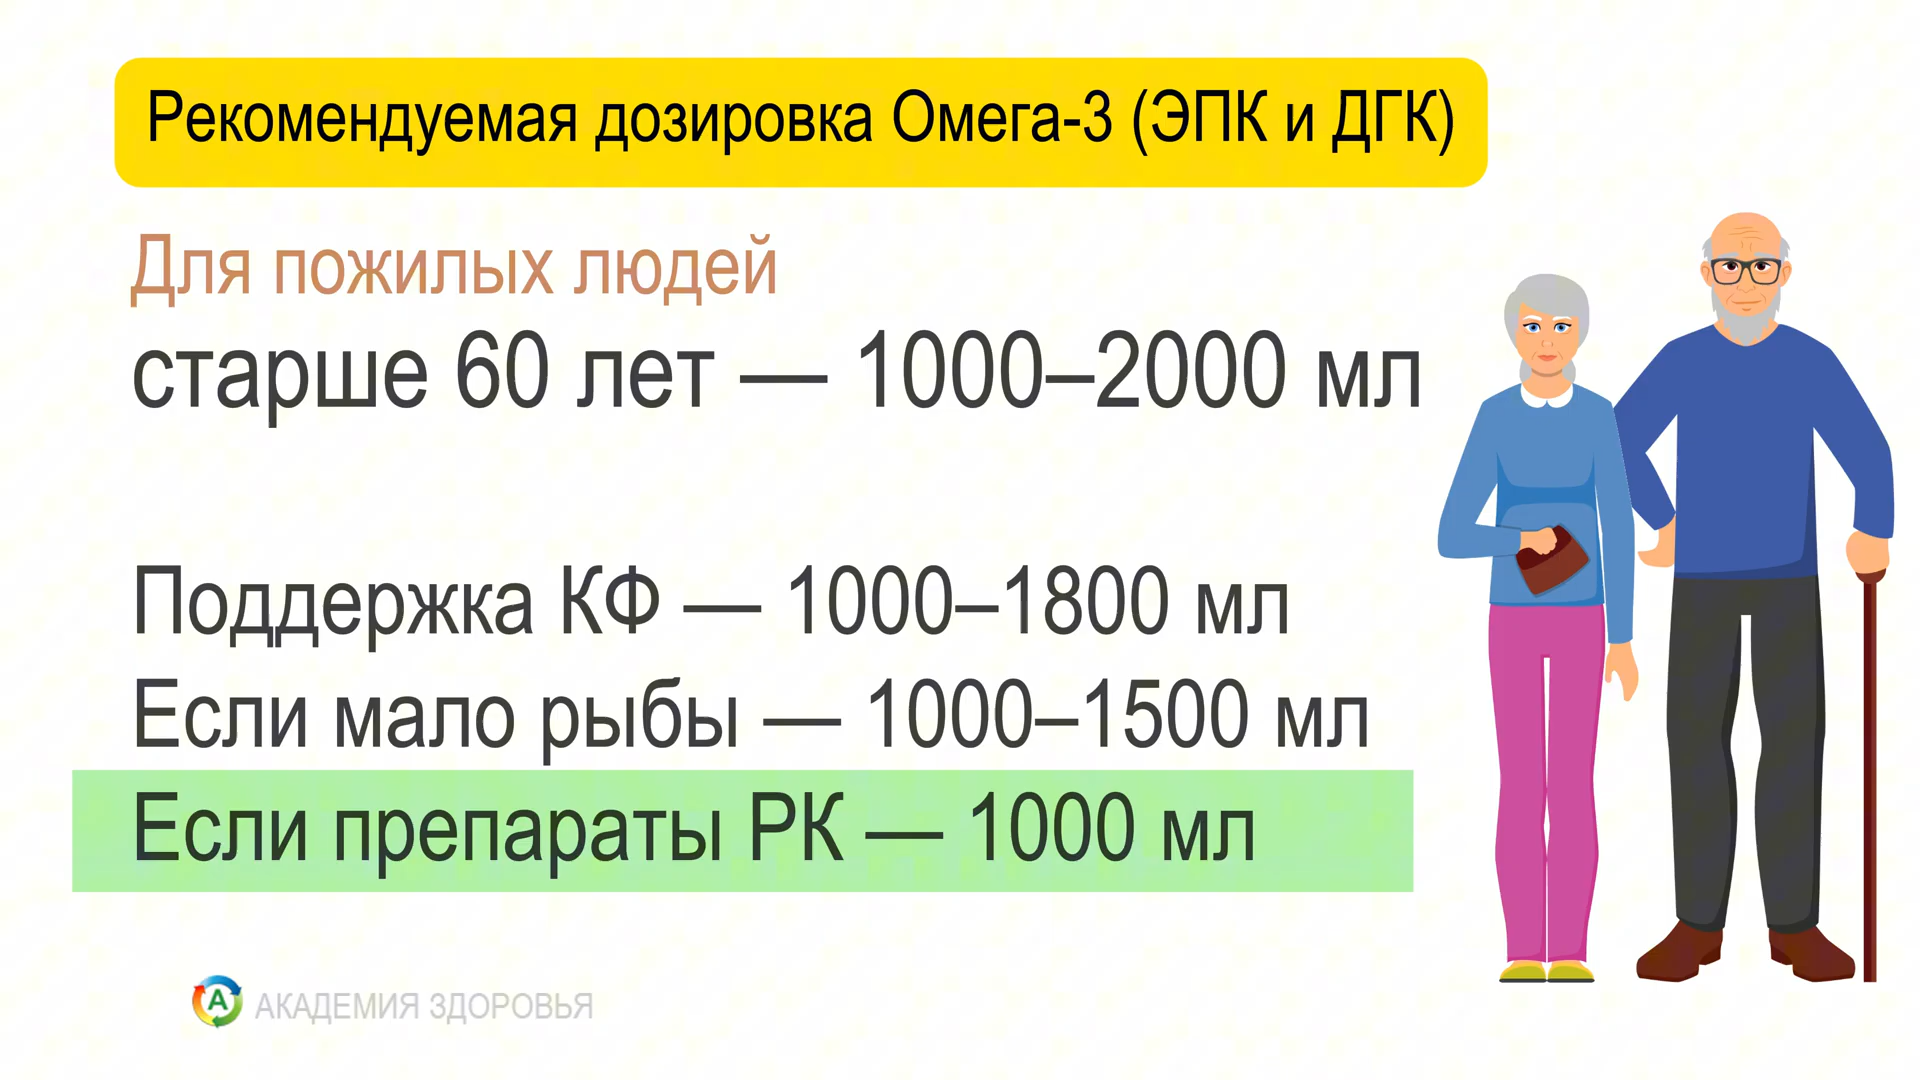 Рекомендуемая дозировка Омега-3 (ЭПК и ДГК)
Для пожилых людей
старше 60 лет — 1000–2000 мл
Поддержка КФ — 1000–1800 мл
Если мало рыбы — 1000–1500 мл
Если препараты РК — 1000 мл
А АКАДЕМИЯ ЗДОРОВЬЯ